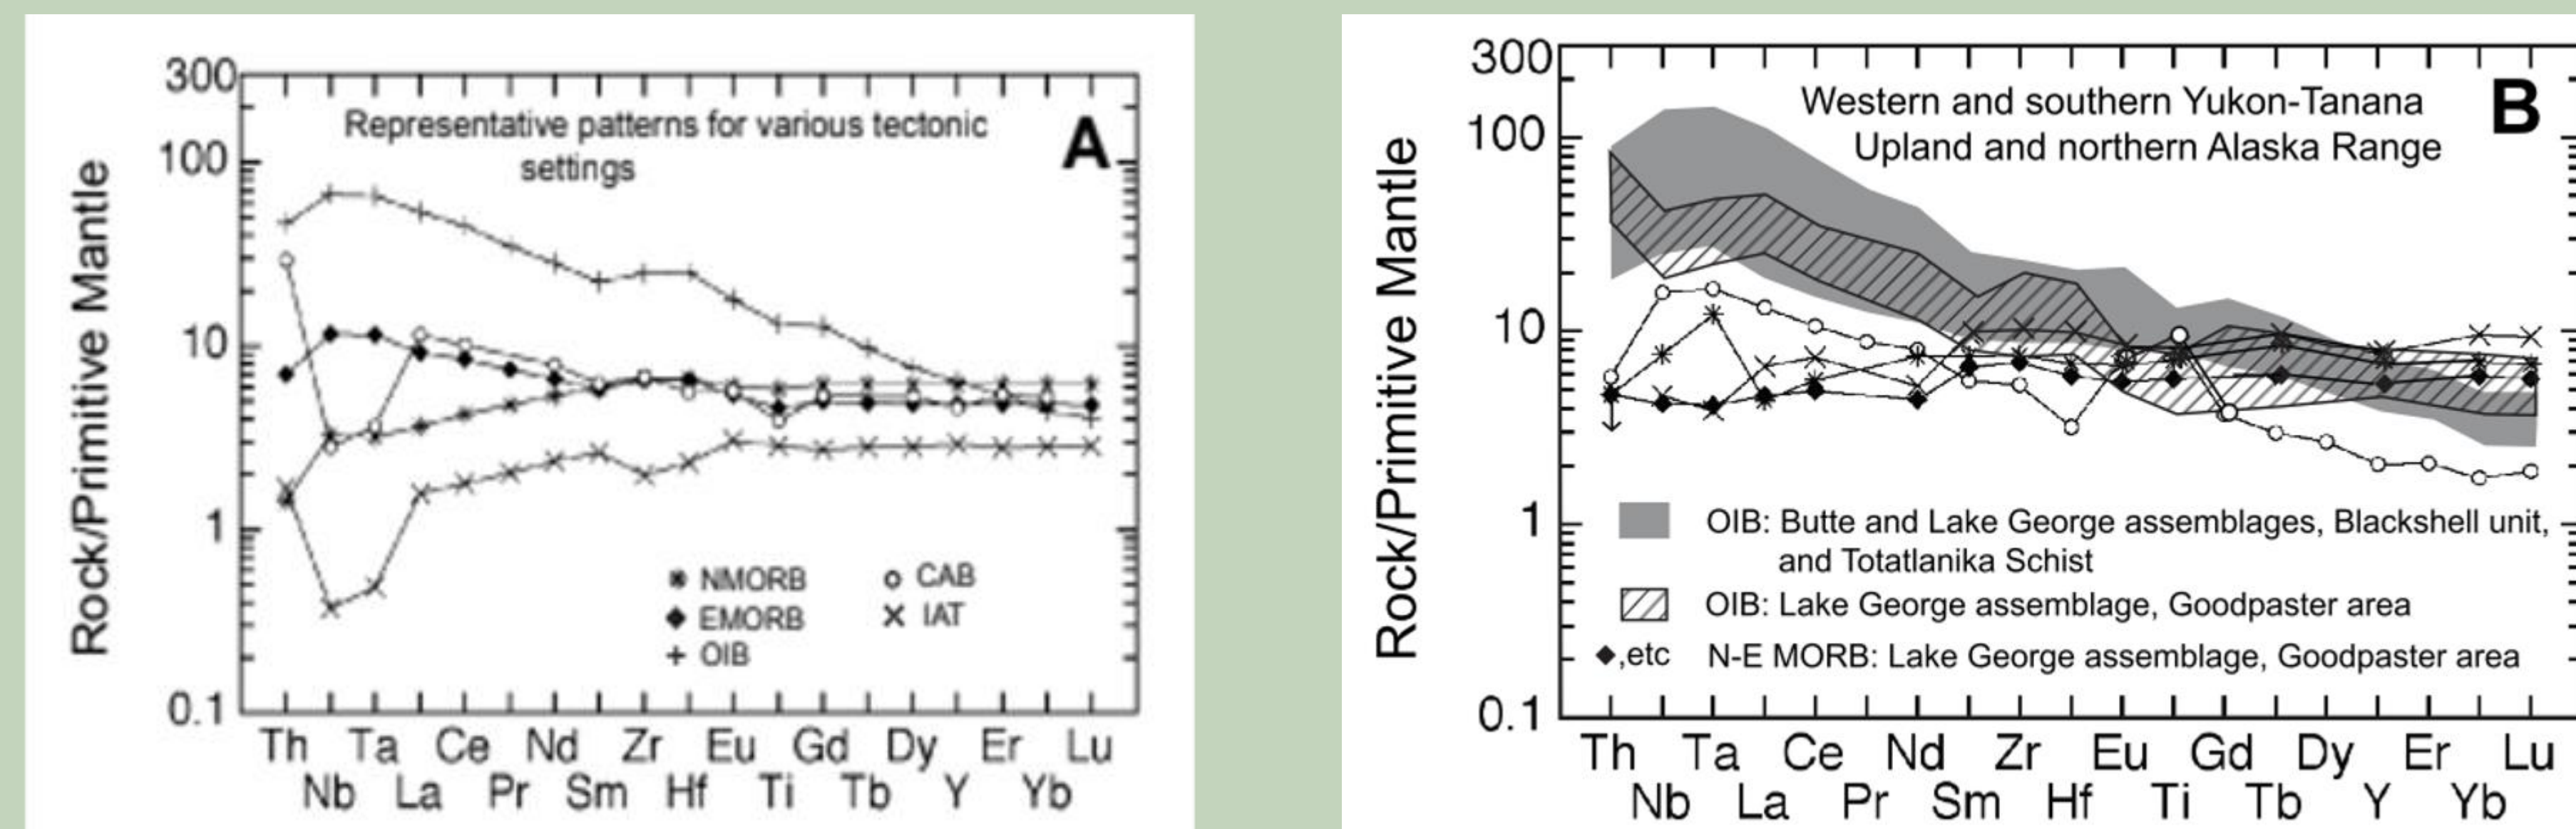 300
100
10
1
0.1
Rock/Primitive Mantle
Representative patterns for various tectonic
settings
A
NMORB
EMORB
OIB
CAB
IAT
Th Ta Ce Nd Zr Eu Gd Dy Er Lu
Nb La Pr Sm Hf Ti Tb Y Yb
300
100
10
1
0.1
Rock/Primitive Mantle
Western and southern Yukon-Tanana
Upland and northern Alaska Range
B
OIB: Butte and Lake George assemblages, Blackshell unit,
and Totatlanika Schist
OIB: Lake George assemblage, Goodpaster area
,etc N-E MORB: Lake George assemblage, Goodpaster area
Th Ta Ce Nd Zr Eu Gd Dy Er Lu
Nb La Pr Sm Hf Ti Tb Y Yb